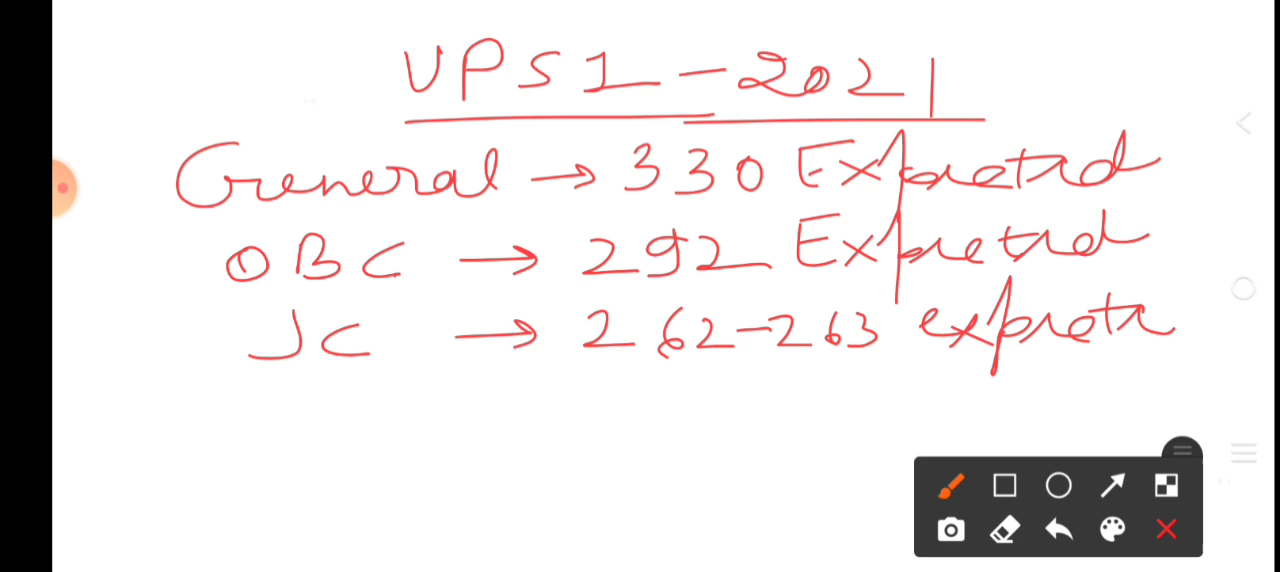 UPSI - 2021
General → 330 Expected
OBC → 292 Expected
SC → 262-263 expecte